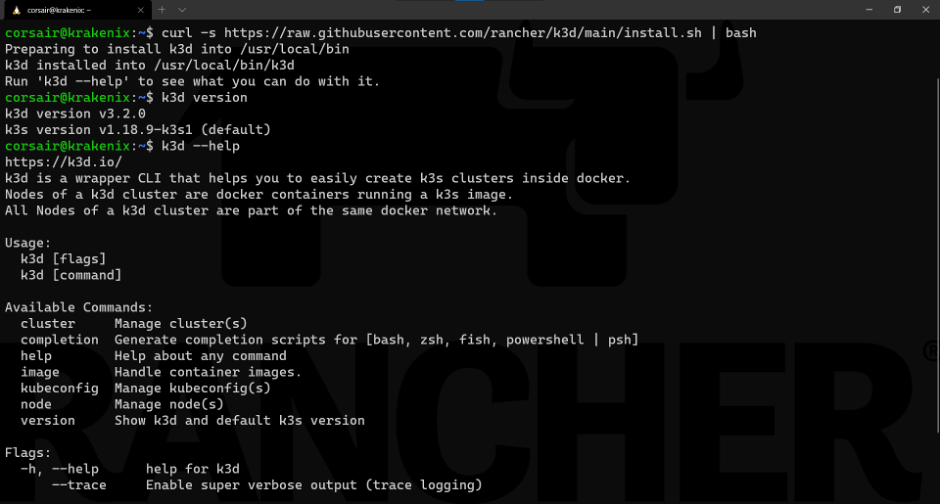 corsair@krakenix: ~
corsair@krakenix:~$ curl -s https://raw.githubusercontent.com/rancher/k3d/main/install.sh | bash
Preparing to install k3d into /usr/local/bin
k3d installed into /usr/local/bin/k3d
Run 'k3d --help' to see what you can do with it.
corsair@krakenix:~$ k3d version
k3d version v3.2.0
k3s version v1.18.9-k3s1 (default)
corsair@krakenix:~$ k3d --help
https://k3d.io/
k3d is a wrapper CLI that helps you to easily create k3s clusters inside docker.
Nodes of a k3d cluster are docker containers running a k3s image.
All Nodes of a k3d cluster are part of the same docker network.
Usage:
  k3d [flags]
  k3d [command]
Available Commands:
  cluster     Manage cluster(s)
  completion  Generate completion scripts for [bash, zsh, fish, powershell | psh]
  help        Help about any command
  image       Handle container images.
  kubeconfig  Manage kubeconfig(s)
  node        Manage node(s)
  version     Show k3d and default k3s version
Flags:
  -h, --help      help for k3d
      --trace     Enable super verbose output (trace logging)
RANCHER®